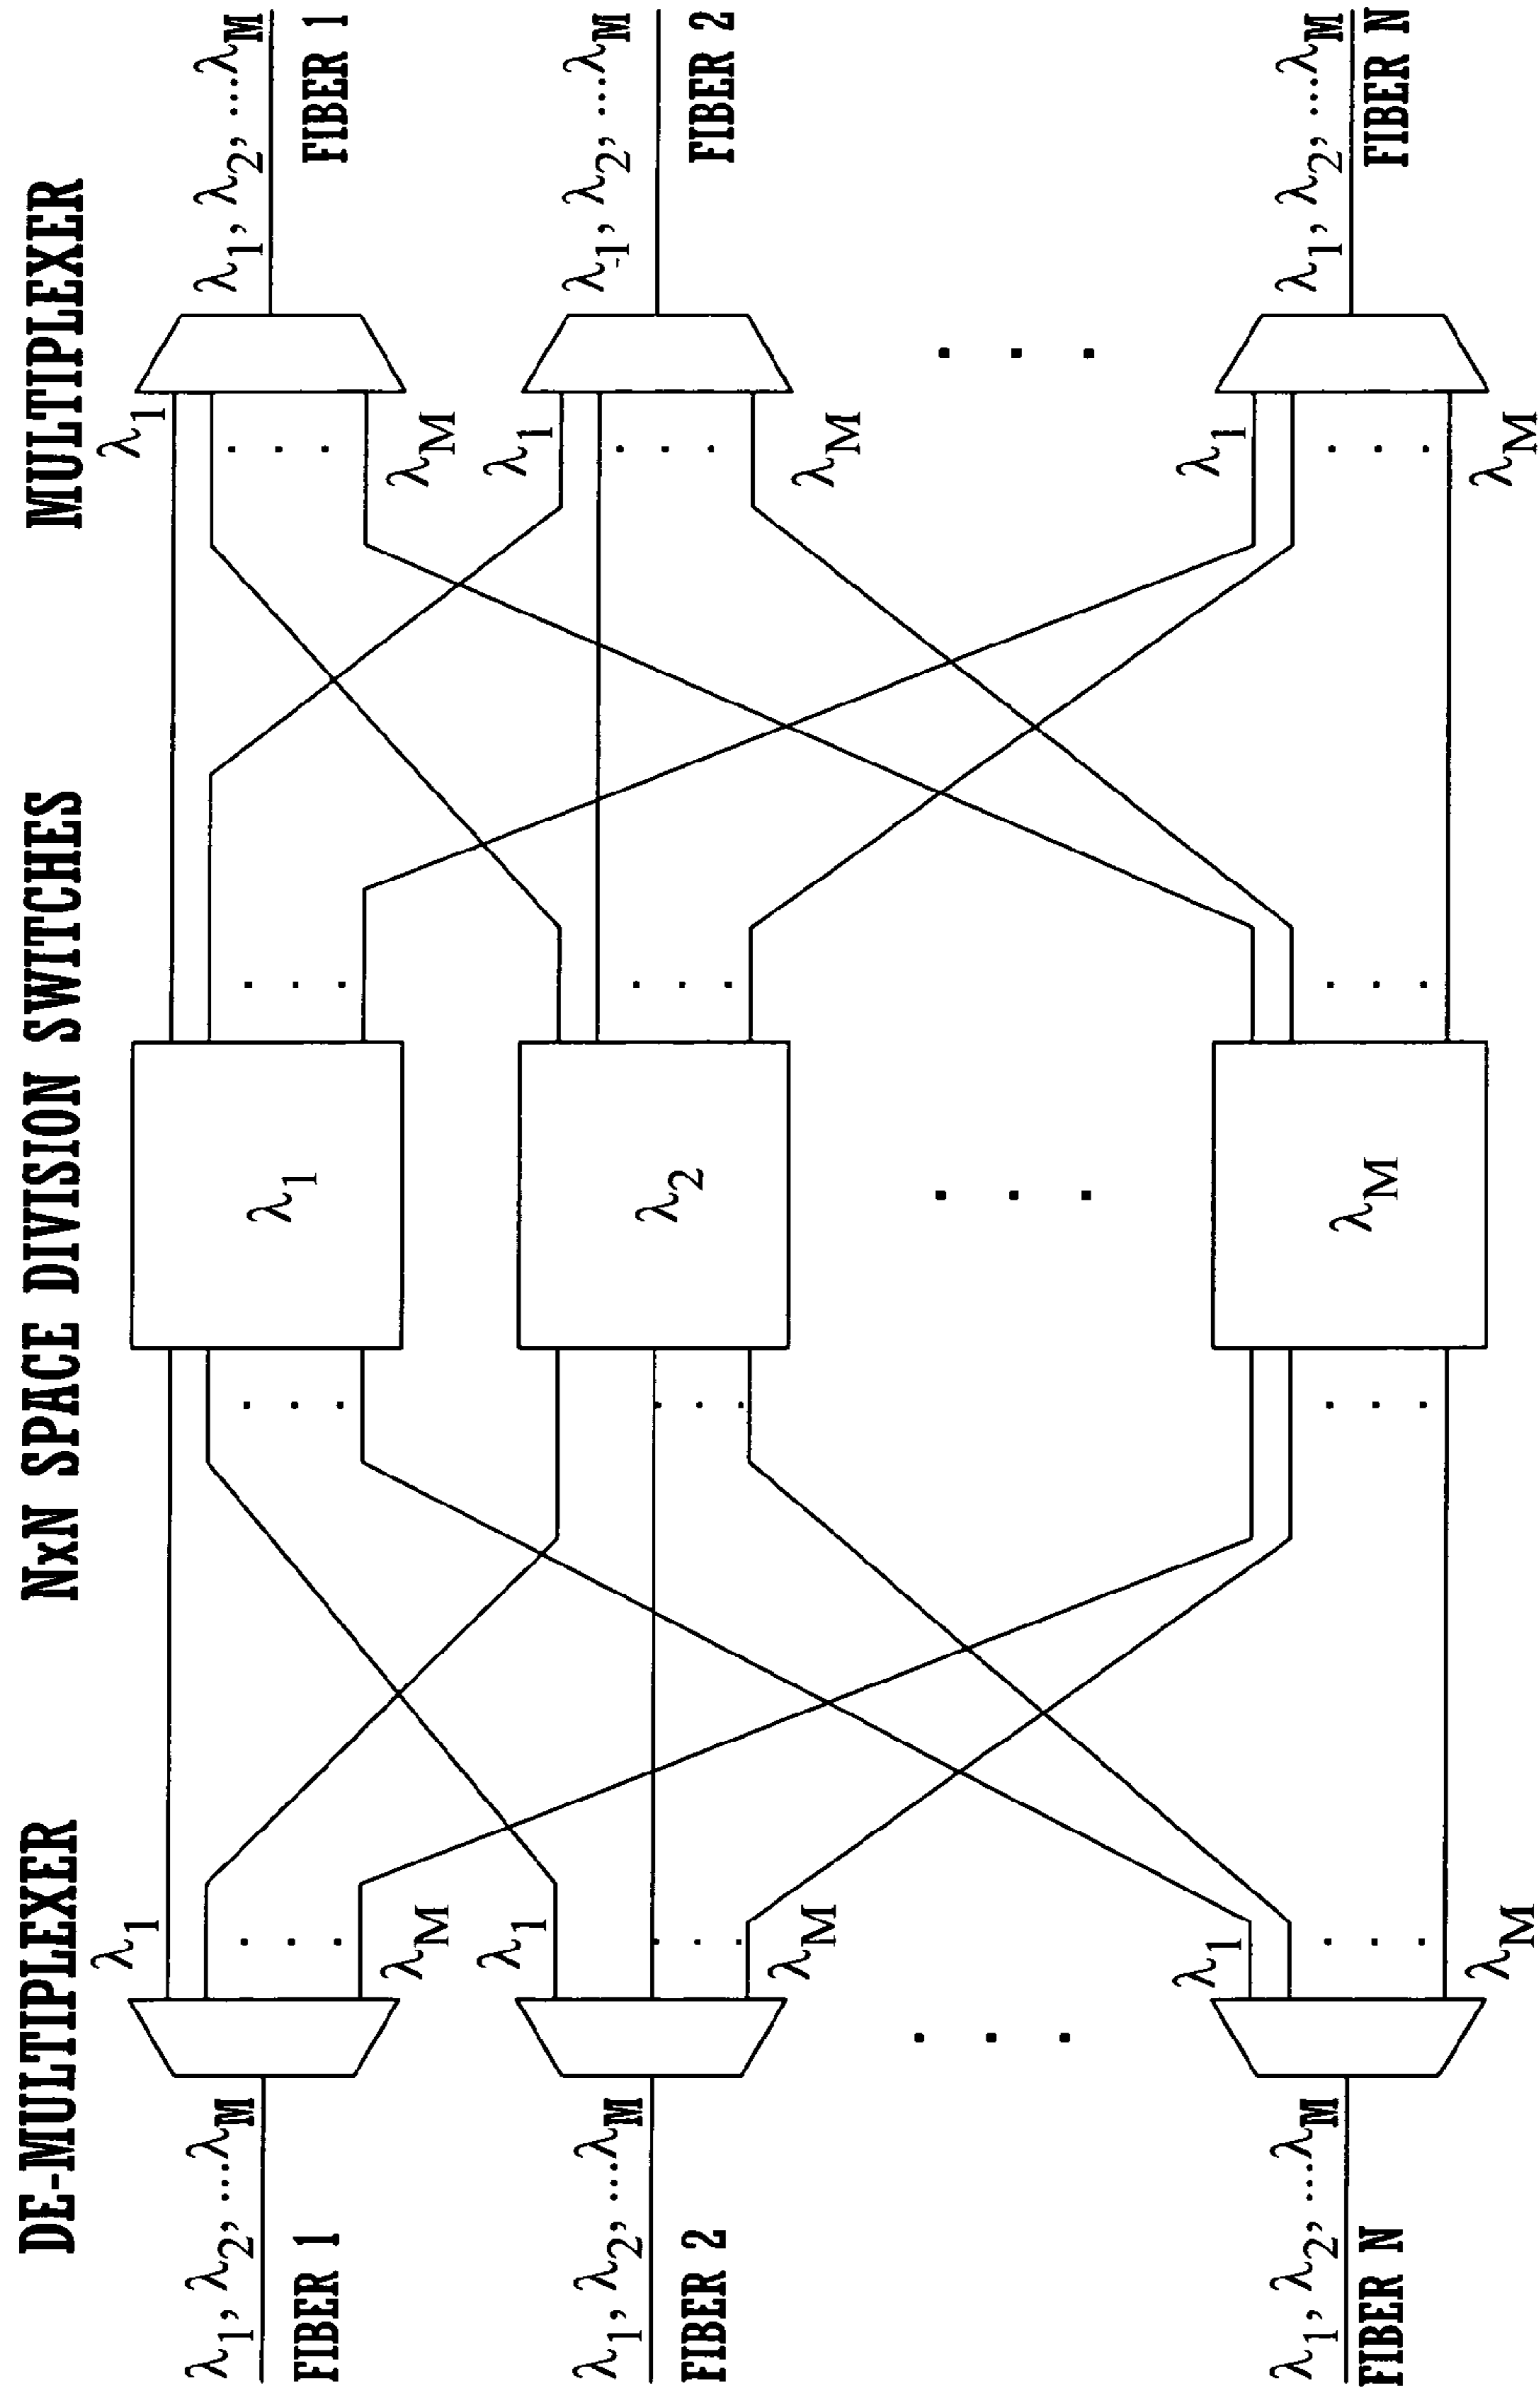 DE-MULTIPLEXER
NxN SPACE DIVISION SWITCHES
MULTIPLEXER
λ1, λ2, ...λM
FIBER 1
λ1
λM
λ1
λ1
λM
λ1, λ2, ...λM
FIBER 1
λ1, λ2, ...λM
FIBER 2
λ1
λM
λ2
λ1
λM
λ1, λ2, ...λM
FIBER 2
λ1, λ2, ...λM
FIBER N
λ1
λM
λM
λ1
λM
λ1, λ2, ...λM
FIBER N